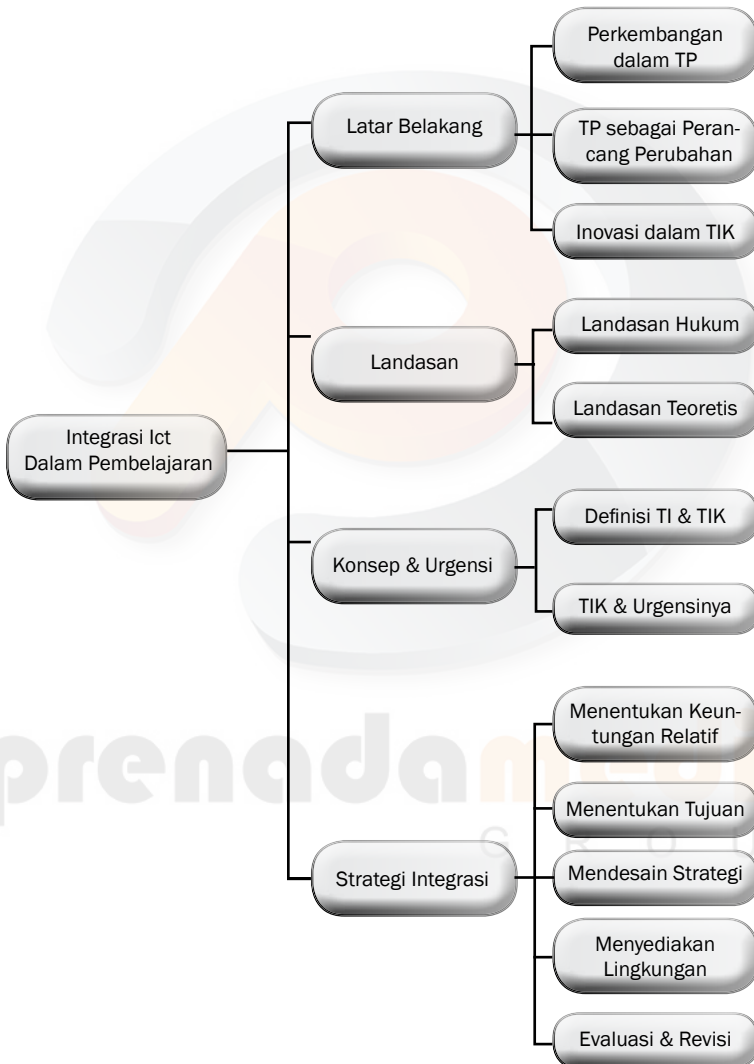 Perkembangan
dalam TP
Latar Belakang
TP sebagai Peran-
cang Perubahan
Inovasi dalam TIK
Landasan Hukum
Landasan
Landasan Teoretis
Integrasi Ict
Dalam Pembelajaran
Definisi TI & TIK
Konsep & Urgensi
TIK & Urgensinya
Menentukan Keun-
tungan Relatif
Menentukan Tujuan
Strategi Integrasi
Mendesain Strategi
Menyediakan
Lingkungan
Evaluasi & Revisi
prenadamed
G R O U